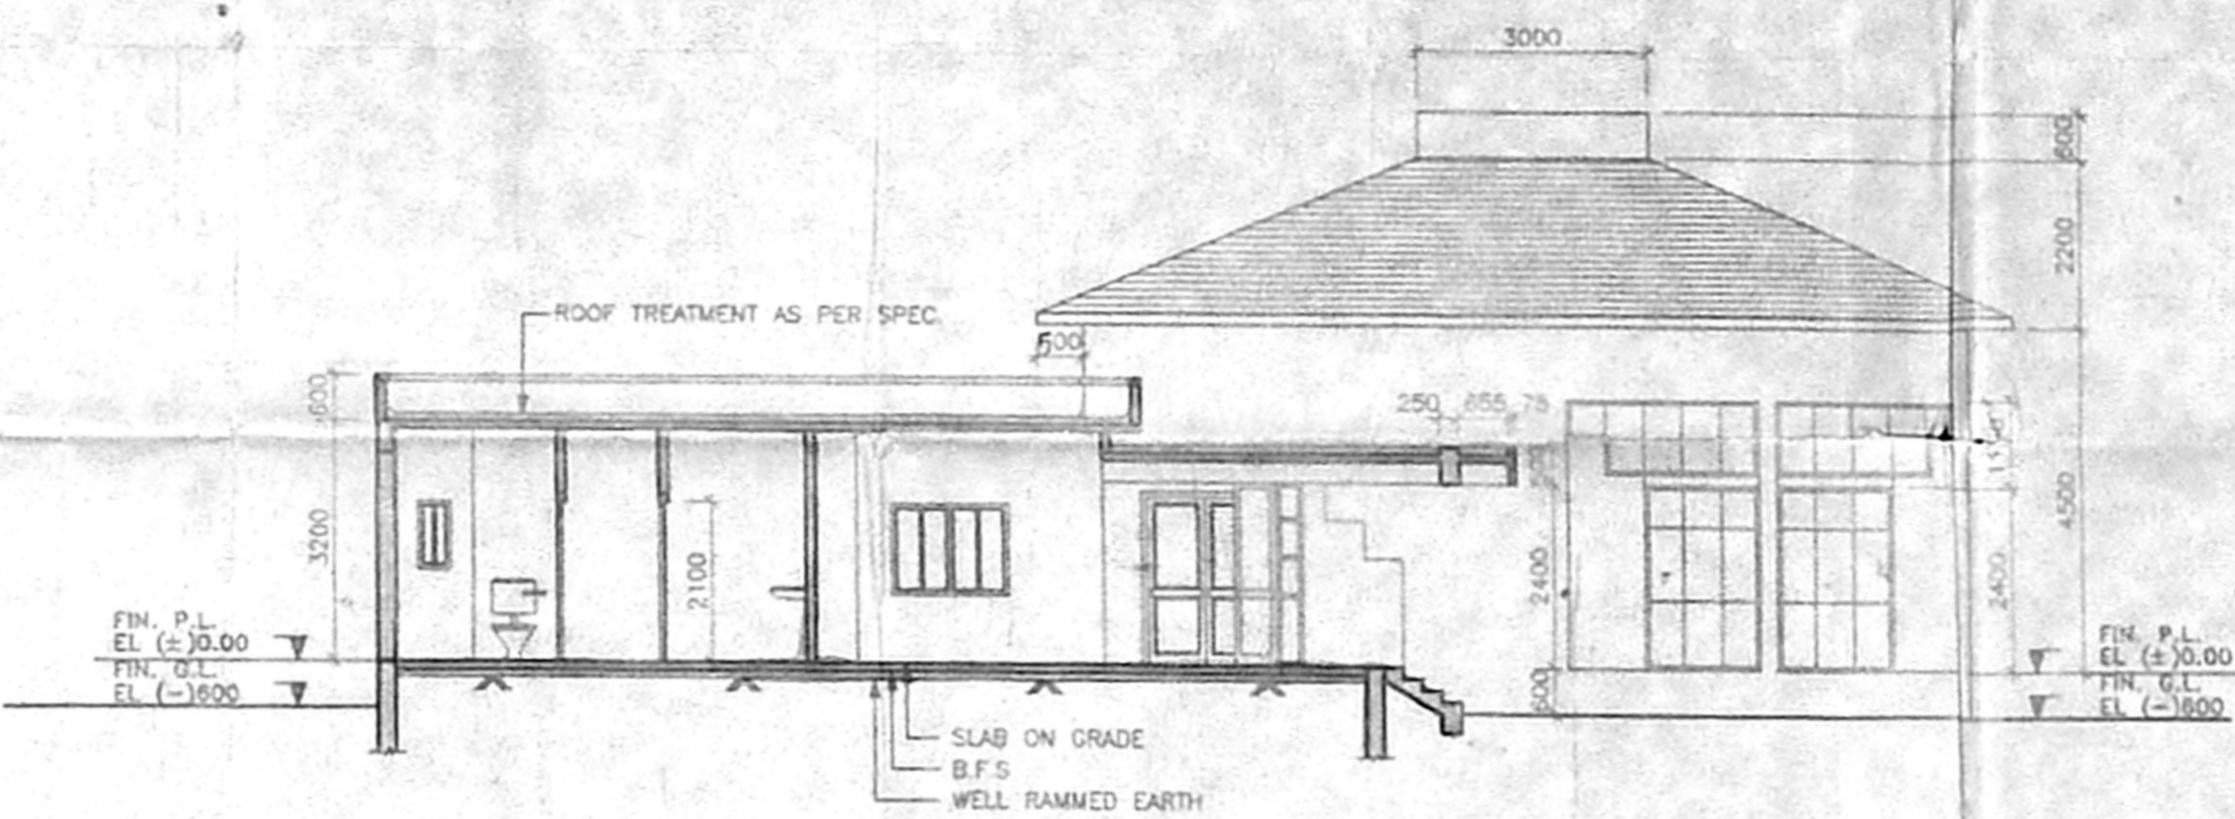 3000
600
2200
ROOF TREATMENT AS PER SPEC.
500
600
250 655 75
3200
2100
2400
2400
4500
FIN. P.L.
EL (±)0.00
FIN. G.L.
EL (-)600
600
FIN. P.L.
EL (±)0.00
FIN. G.L.
EL (-)600
SLAB ON GRADE
B.F.S
WELL RAMMED EARTH